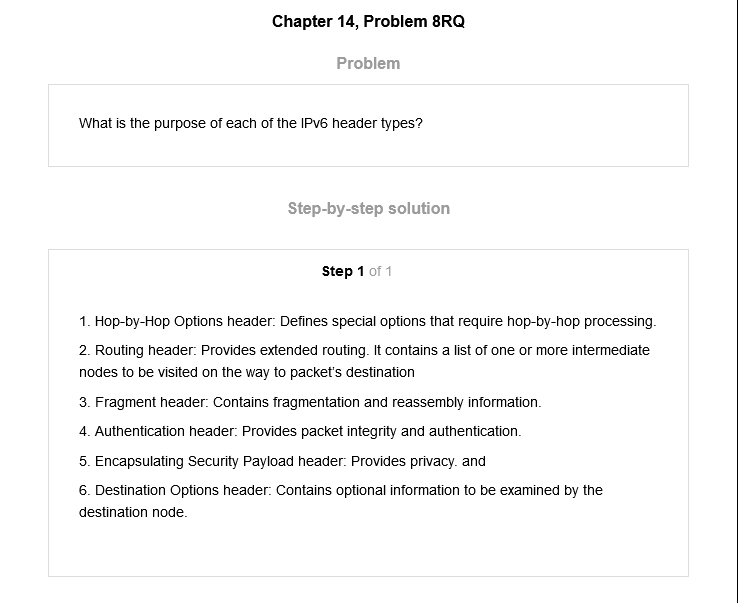 Chapter 14, Problem 8RQ
Problem
What is the purpose of each of the IPv6 header types?
Step-by-step solution
Step 1 of 1
1. Hop-by-Hop Options header: Defines special options that require hop-by-hop processing.
2. Routing header: Provides extended routing. It contains a list of one or more intermediate
nodes to be visited on the way to packet's destination
3. Fragment header: Contains fragmentation and reassembly information.
4. Authentication header: Provides packet integrity and authentication.
5. Encapsulating Security Payload header: Provides privacy. and
6. Destination Options header: Contains optional information to be examined by the
destination node.